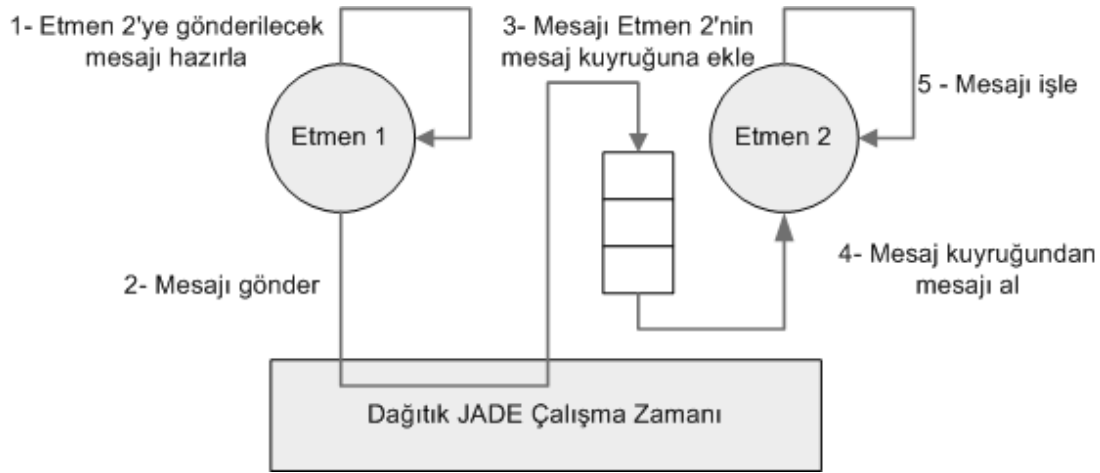 1- Etmen 2'ye gönderilecek
mesajı hazırla
3- Mesajı Etmen 2'nin
mesaj kuyruğuna ekle
5 - Mesajı işle
Etmen 1
Etmen 2
2- Mesajı gönder
4- Mesaj kuyruğundan
mesajı al
Dağıtık JADE Çalışma Zamanı